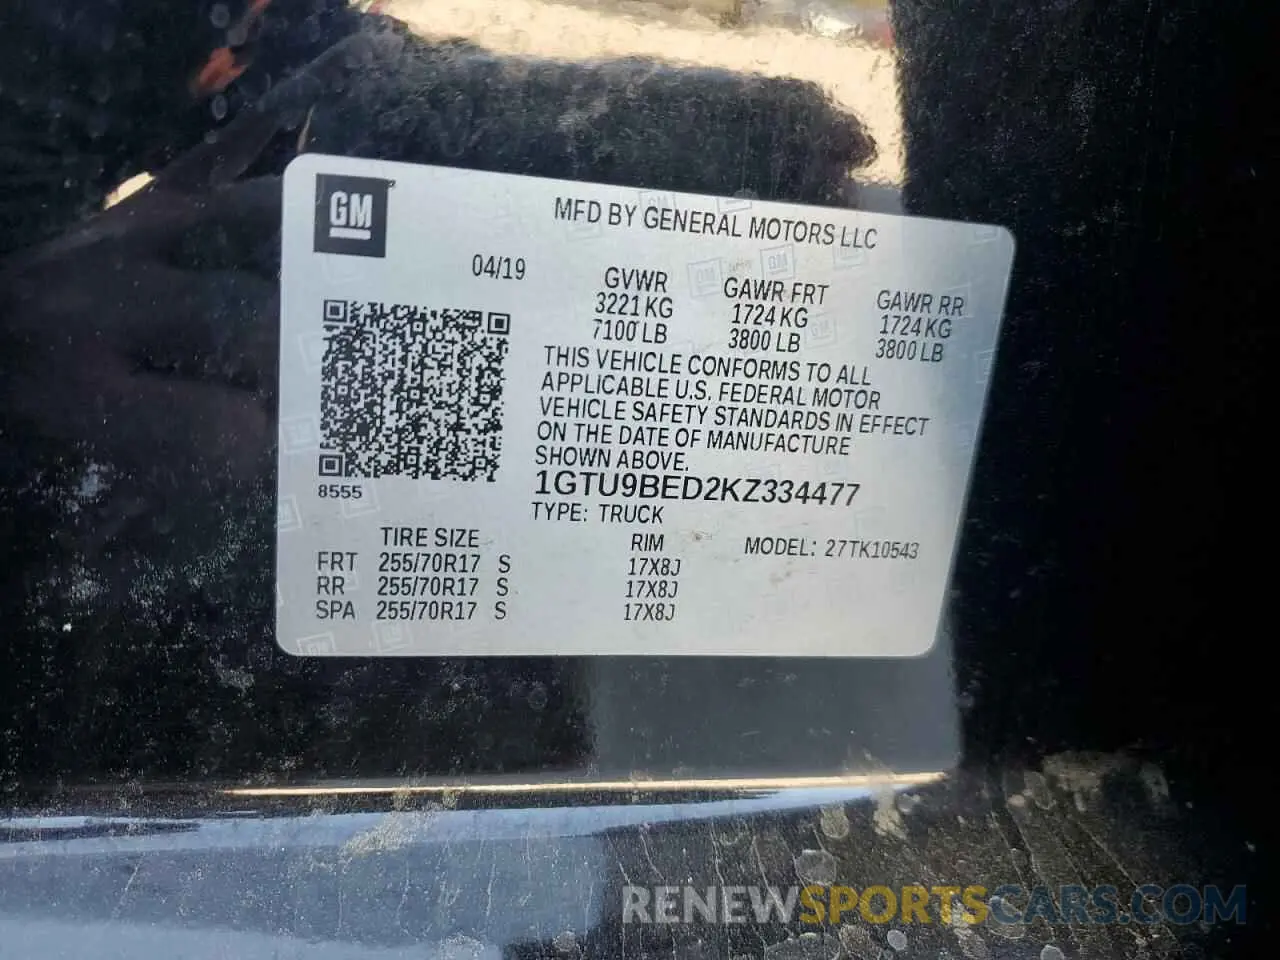 GM
MFD BY GENERAL MOTORS LLC
04/19
GVWR GAWR FRT GAWR RR
3221 KG 1724 KG 1724 KG
7100 LB 3800 LB 3800 LB
THIS VEHICLE CONFORMS TO ALL
APPLICABLE U.S. FEDERAL MOTOR
VEHICLE SAFETY STANDARDS IN EFFECT
ON THE DATE OF MANUFACTURE
SHOWN ABOVE.
8555
1GTU9BED2KZ334477
TYPE: TRUCK
TIRE SIZE RIM MODEL: 27TK10543
FRT 255/70R17 S 17X8J
RR 255/70R17 S 17X8J
SPA 255/70R17 S 17X8J
RENEWSPORTSCARS.COM